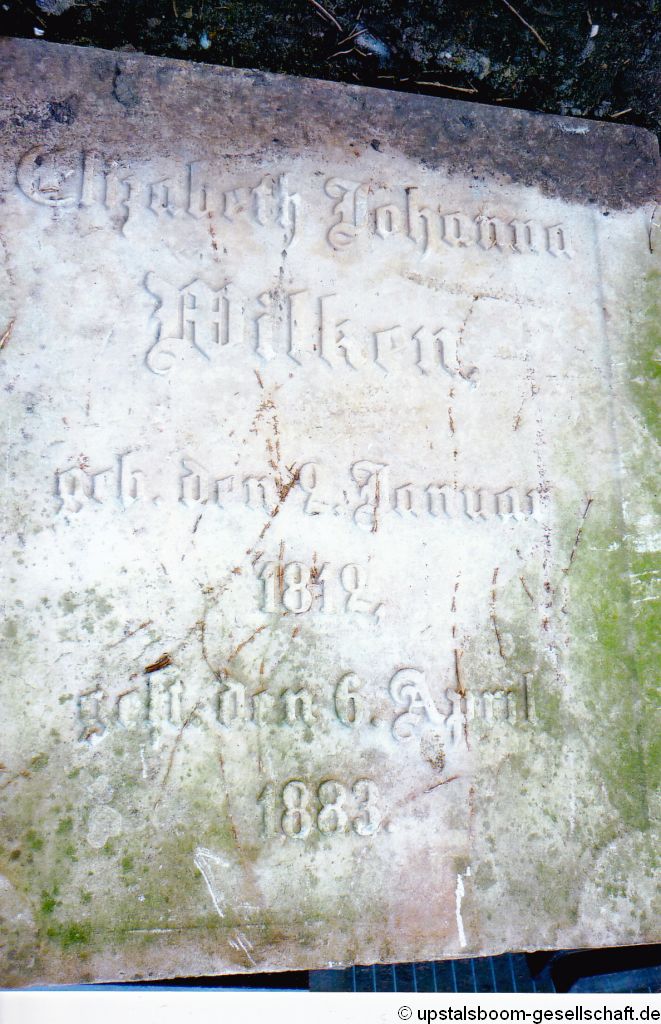 Elizabeth Johanna
Wilken,
geb. den 2. Januar
1812,
gest. den 6. April
1883.
© upstalsboom-gesellschaft.de